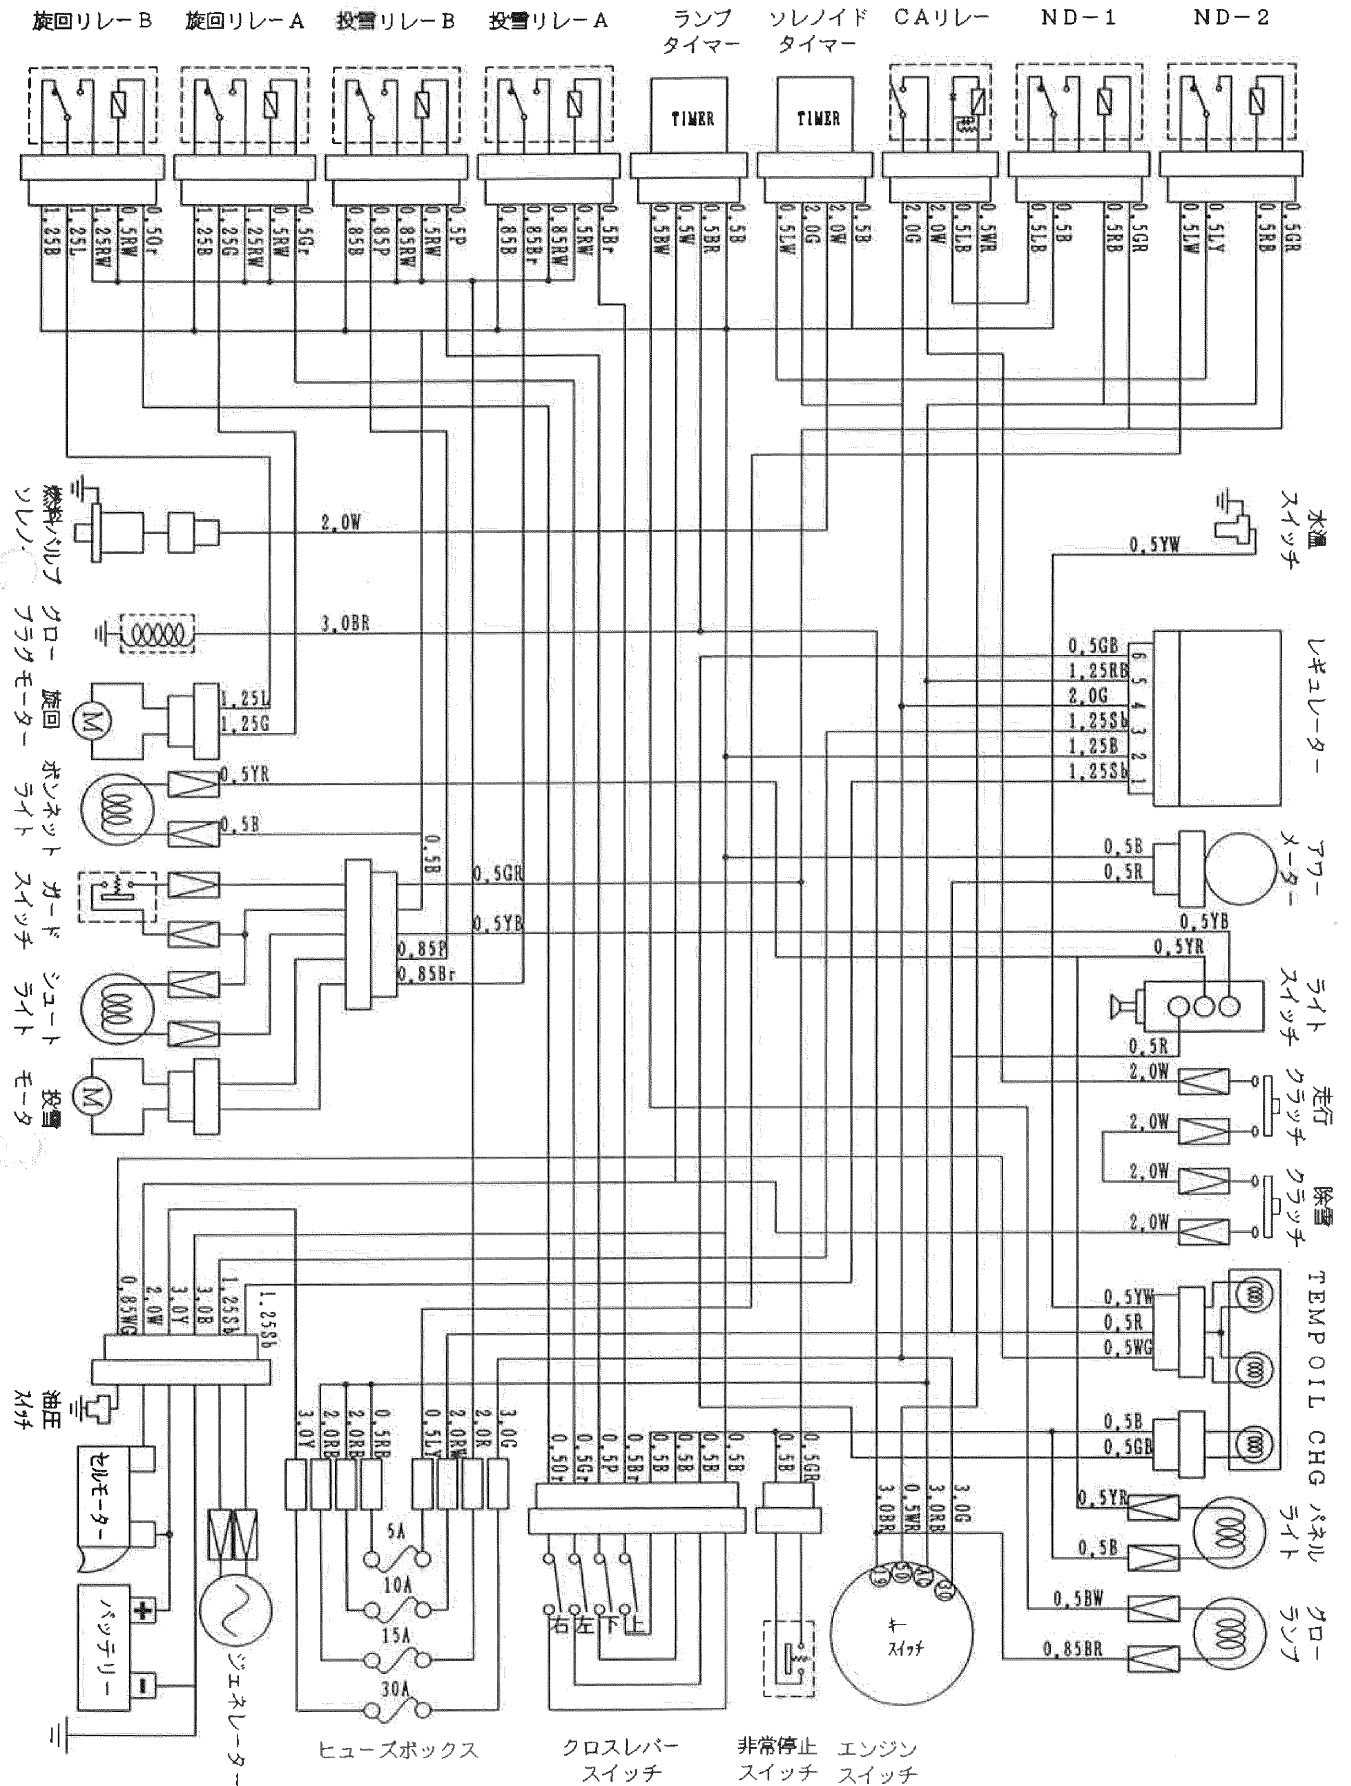 旋回リレーB
旋回リレーA
投雪リレーB
投雪リレーA
ランプ
タイマー
ソレノイド
タイマー
CAリレー
ND-1
ND-2
TIMER
TIMER
1.25B
1.25L
1.25RW
0.5RW
0.5Or
1.25B
1.25G
1.25RW
0.5RW
0.5Gr
0.85B
0.85P
0.85RW
0.5RW
0.5P
0.85B
0.85Br
0.85RW
0.5RW
0.5Br
0.5BW
0.5W
0.5BR
0.5B
0.5LW
2.0G
2.0W
0.5B
2.0G
2.0W
0.5LB
0.5WR
0.5LB
0.5B
0.5RB
0.5GR
0.5LW
0.5LY
0.5RB
0.5GR
燃料バルブ
ソレノ
2.0W
水温
スイッチ
0.5YW
グロー
プラグ
3.0BR
レギュレーター
0.5GB 6
1.25RB 5
2.0G 4
1.25Sb 3
1.25B 2
1.25Sb 1
旋回
モーター
M
1.25L
1.25G
ボンネット
ライト
0.5YR
0.5B
0.5B
アワー
メーター
0.5B
0.5R
ガード
スイッチ
0.5GR
0.5YB
0.85P
0.85Br
0.5YB
0.5YR
ライト
スイッチ
0.5R
シュート
ライト
投雪
モータ
M
走行
クラッチ
2.0W
2.0W
除雪
クラッチ
2.0W
2.0W
0.85WG
2.0W
3.0Y
3.0B
1.25Sb
1.25Sb
TEMP OIL CHG
0.5YW
0.5R
0.5WG
0.5B
0.5GB
油圧
スイッチ
セルモーター
バッテリー
+
-
ジェネレーター
3.0Y
2.0RB
2.0RB
0.5RB
0.5LY
2.0RW
2.0R
3.0G
5A
10A
15A
30A
ヒューズボックス
0.5Or
0.5Gr
0.5P
0.5Br
0.5B
0.5B
0.5B
0.5B
右
左
下
上
クロスレバー
スイッチ
0.5B
0.5GR
非常停止
スイッチ
3.0BR
0.5WR
3.0RB
3.0G
19
50
AC
30
キー
スイッチ
エンジン
スイッチ
パネル
ライト
0.5YR
0.5B
グロー
ランプ
0.5BW
0.85BR